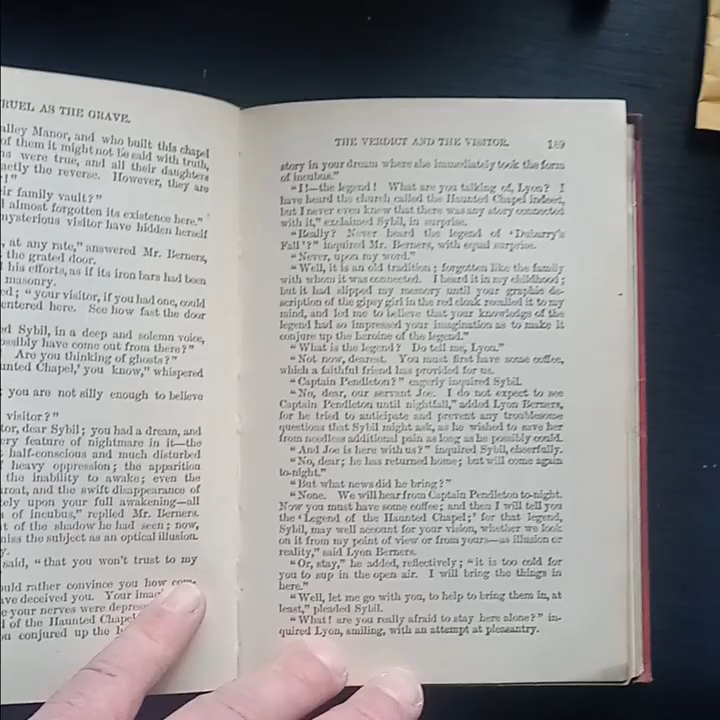 RUEL AS THE GRAVE.
alley Manor, and who built this chapel
of them it might not be said with truth,
ns were true, and all their daughters
actly the reverse. However, they are
!"
ir family vault?"
I almost forgotten its existence here."
mysterious visitor have hidden herself
, at any rate," answered Mr. Berners,
the grated door.
his efforts, as if its iron bars had been
masonry.
ed; "your visitor, if you had one, could
entered here. See how fast the door
ed Sybil, in a deep and solemn voice,
ossibly have come out from there?"
Are you thinking of ghosts?"
unted Chapel,' you know," whispered
you are not silly enough to believe
visitor?"
tor, dear Sybil; you had a dream, and
ery feature of nightmare in it—the
half-conscious and much disturbed
heavy oppression; the apparition
the inability to awake; even the
hroat, and the swift disappearance of
tely upon your full awakening—all
of incubus," replied Mr. Berners.
t of the shadow he had seen; now,
miss the subject as an optical illusion.
y.
said, "that you won't trust to my
ould rather convince you how
ave deceived you. Your
e your nerves were
d of the Haunted Chapel
ou conjured up the
THE VERDICT AND THE VISITOR. 189
story in your dream where she immediately took the form
of incubus."
"I!—the legend! What are you talking of, Lyon? I
have heard the church called the Haunted Chapel indeed,
but I never even knew that there was any story connected
with it," exclaimed Sybil, in surprise.
"Really? Never heard the legend of 'Dubarry's
Fall'?" inquired Mr. Berners, with equal surprise.
"Never, upon my word."
"Well, it is an old tradition; forgotten like the family
with whom it was connected. I heard it in my childhood;
but it had slipped my memory until your graphic de-
scription of the gipsy girl in the red cloak recalled it to my
mind, and led me to believe that your knowledge of the
legend had so impressed your imagination as to make it
conjure up the heroine of the legend."
"What is the legend? Do tell me, Lyon."
"Not now, dearest. You must first have some coffee,
which a faithful friend has provided for us.
"Captain Pendleton?" eagerly inquired Sybil.
"No, dear, our servant Joe. I do not expect to see
Captain Pendleton until nightfall," added Lyon Berners,
for he tried to anticipate and prevent any troublesome
questions that Sybil might ask, as he wished to save her
from needless additional pain as long as he possibly could.
"And Joe is here with us?" inquired Sybil, cheerfully.
"No, dear; he has returned home; but will come again
to-night."
"But what news did he bring?"
"None. We will hear from Captain Pendleton to-night.
Now you must have some coffee; and then I will tell you
the 'Legend of the Haunted Chapel;' for that legend,
Sybil, may well account for your vision, whether we look
on it from my point of view or from yours—as illusion or
reality," said Lyon Berners.
"Or, stay," he added, reflectively; "it is too cold for
you to sup in the open air. I will bring the things in
here."
"Well, let me go with you, to help to bring them in, at
least," pleaded Sybil.
"What! are you really afraid to stay here alone?" in-
quired Lyon, smiling, with an attempt at pleasantry.